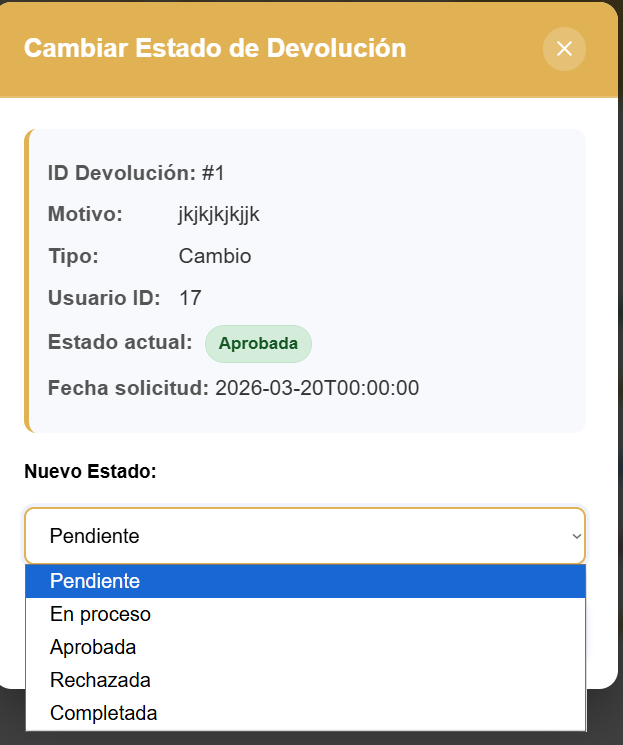 Cambiar Estado de Devolución
ID Devolución: #1
Motivo: jkjkjkjkjjk
Tipo: Cambio
Usuario ID: 17
Estado actual: Aprobada
Fecha solicitud: 2026-03-20T00:00:00
Nuevo Estado:
Pendiente
Pendiente
En proceso
Aprobada
Rechazada
Completada